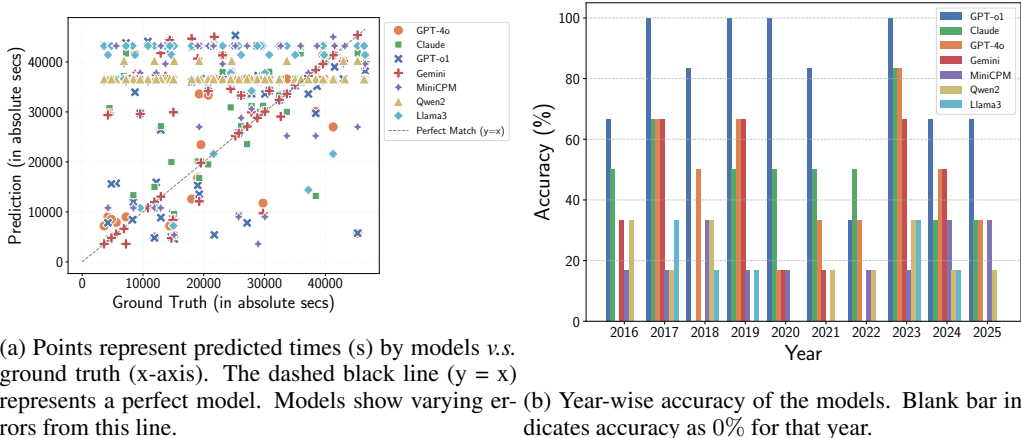 GPT-4o
Claude
GPT-o1
Gemini
MiniCPM
Qwen2
Llama3
Perfect Match (y=x)
Prediction (in absolute secs)
40000
30000
20000
10000
0
0 10000 20000 30000 40000
Ground Truth (in absolute secs)
(a) Points represent predicted times (s) by models v.s.
ground truth (x-axis). The dashed black line (y = x)
represents a perfect model. Models show varying er-
rors from this line.
GPT-o1
Claude
GPT-4o
Gemini
MiniCPM
Qwen2
Llama3
Accuracy (%)
100
80
60
40
20
0
2016 2017 2018 2019 2020 2021 2022 2023 2024 2025
Year
(b) Year-wise accuracy of the models. Blank bar in
dicates accuracy as 0% for that year.